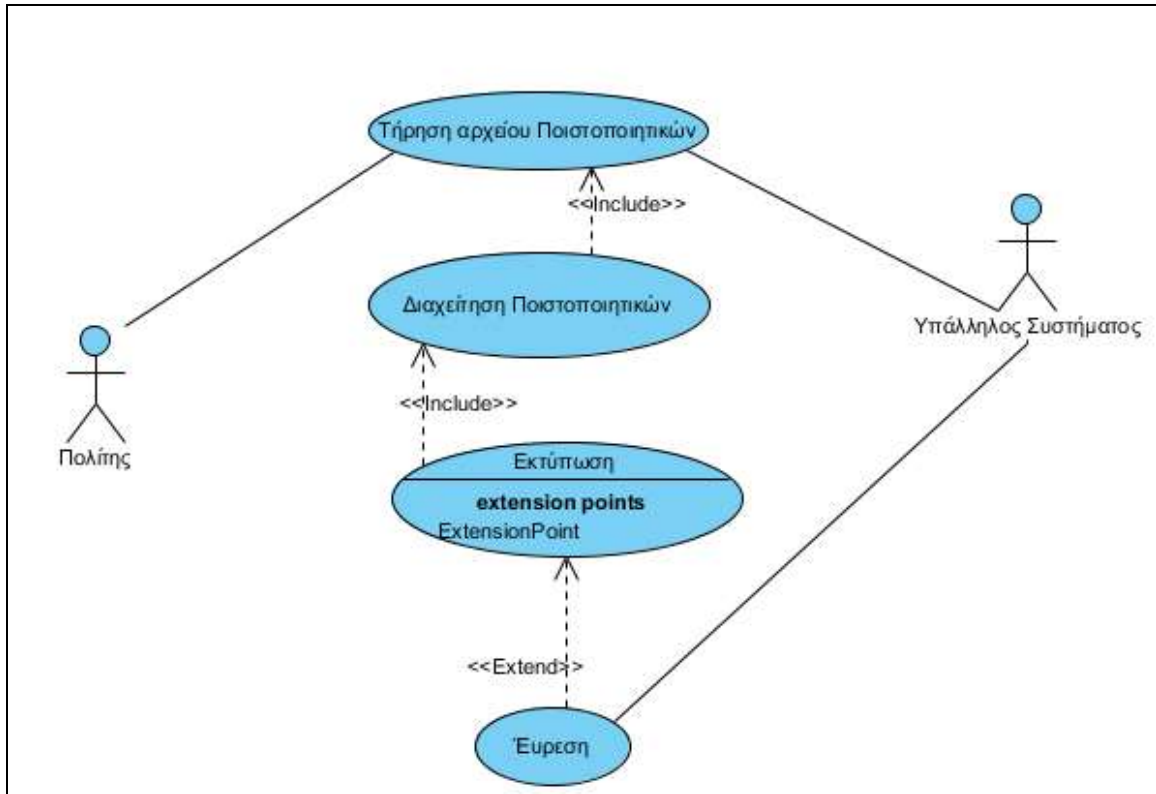 Τήρηση αρχείου Ποιστοποιητικών
<<Include>>
Διαχείτηση Ποιστοποιητικών
Υπάλληλος Συστήματος
<<Include>>
Πολίτης
Εκτύπωση
extension points
ExtensionPoint
<<Extend>>
Έυρεση